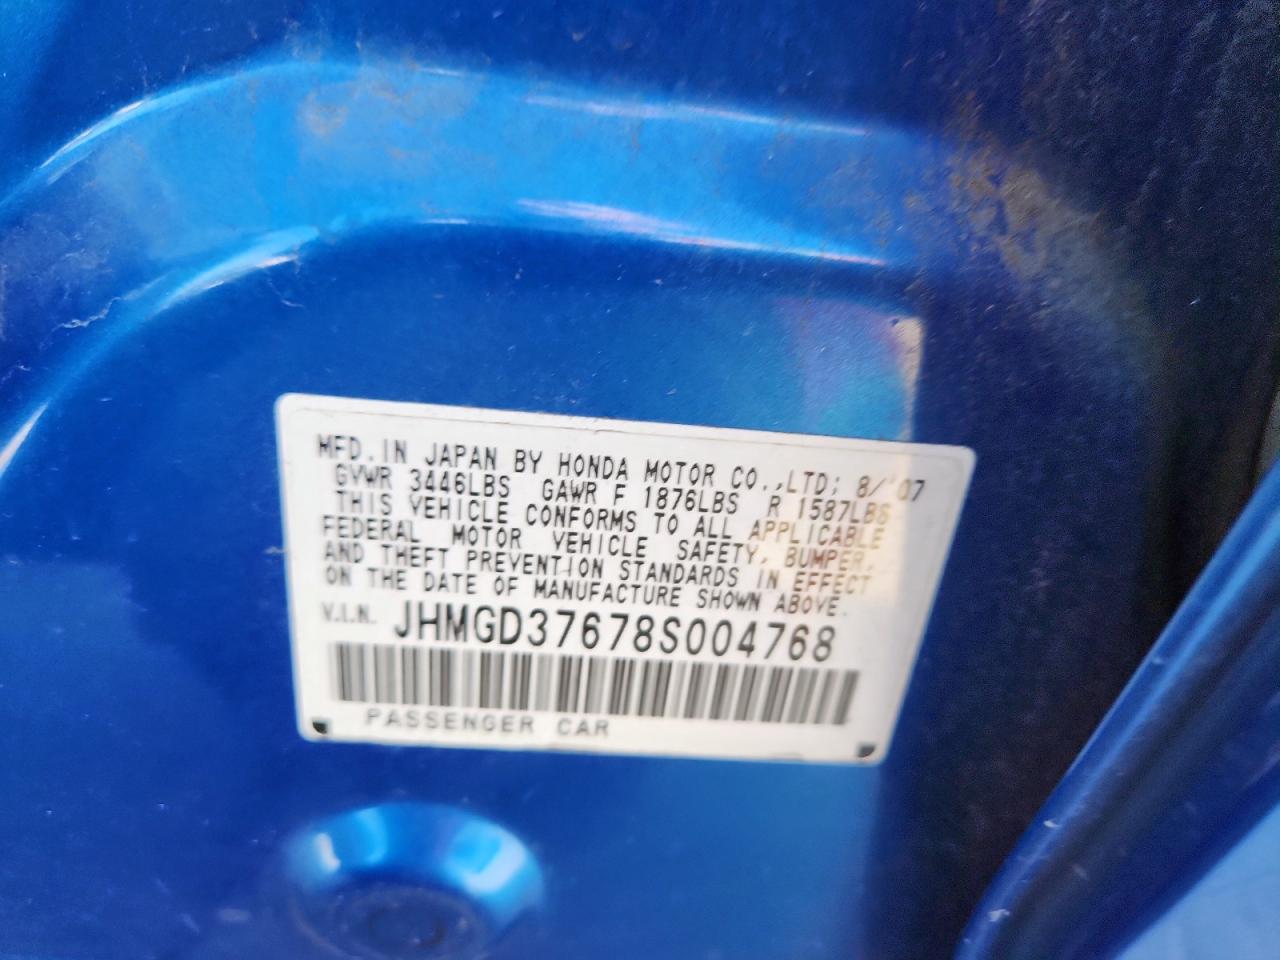 MFD. IN JAPAN BY HONDA MOTOR CO.,LTD; 8/'07
GVWR 3446LBS GAWR F 1876LBS R 1587LBS
THIS VEHICLE CONFORMS TO ALL APPLICABLE
FEDERAL MOTOR VEHICLE SAFETY, BUMPER,
AND THEFT PREVENTION STANDARDS IN EFFECT
ON THE DATE OF MANUFACTURE SHOWN ABOVE.
V.I.N. JHMGD37678S004768
PASSENGER CAR